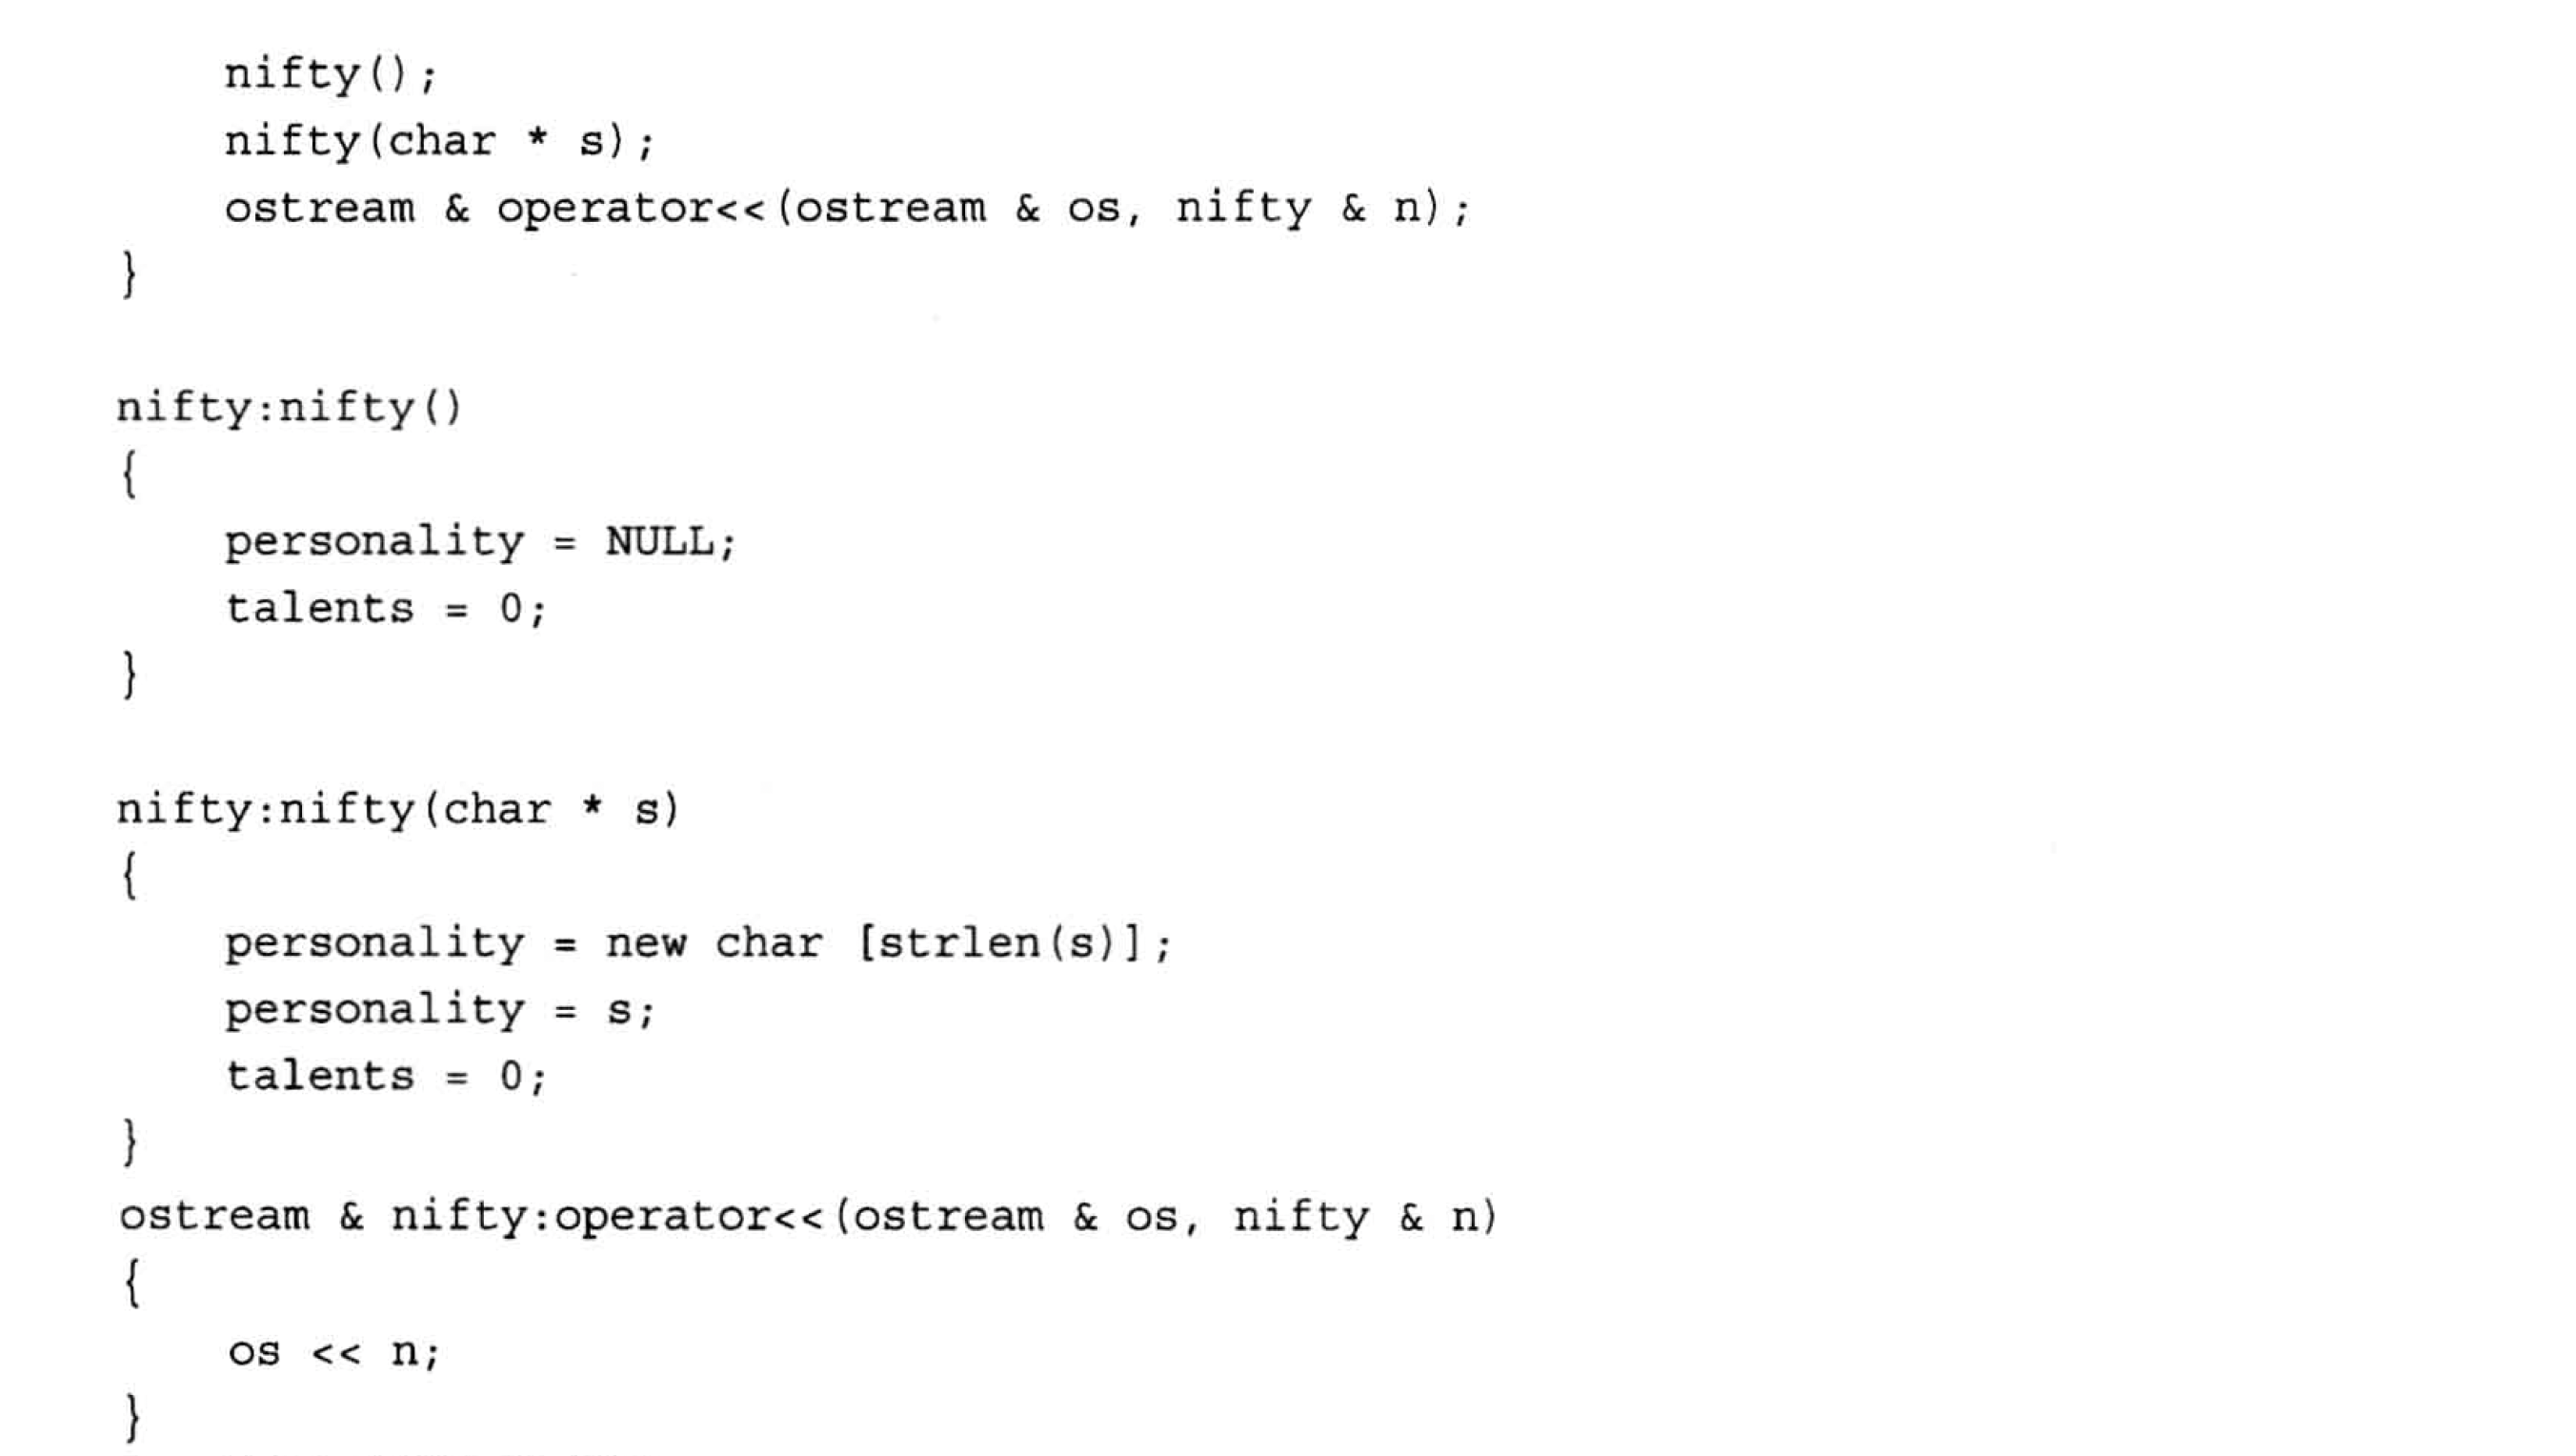 nifty();
nifty(char * s);
ostream & operator<<(ostream & os, nifty & n);
}
nifty:nifty()
{
personality = NULL;
talents = 0;
}
nifty:nifty(char * s)
{
personality = new char [strlen(s)];
personality = s;
talents = 0;
}
ostream & nifty:operator<<(ostream & os, nifty & n)
{
os << n;
}